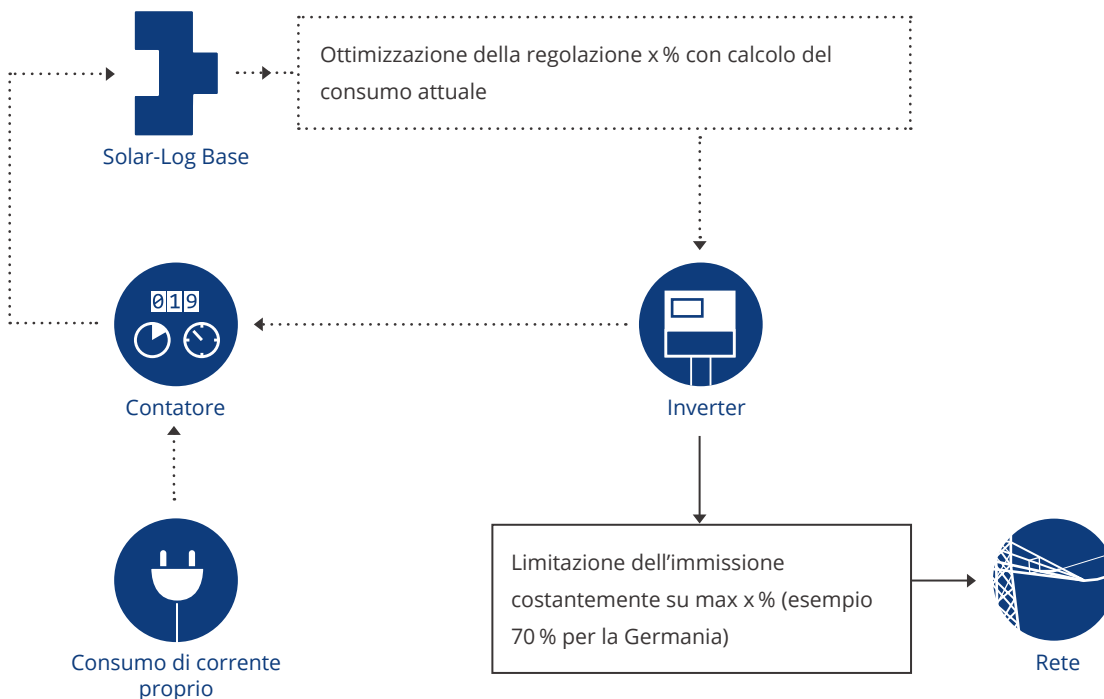 Ottimizzazione della regolazione x % con calcolo del
consumo attuale
Solar-Log Base
019
Contatore
Inverter
Limitazione dell’immissione
costantemente su max x % (esempio
70 % per la Germania)
Consumo di corrente
proprio
Rete